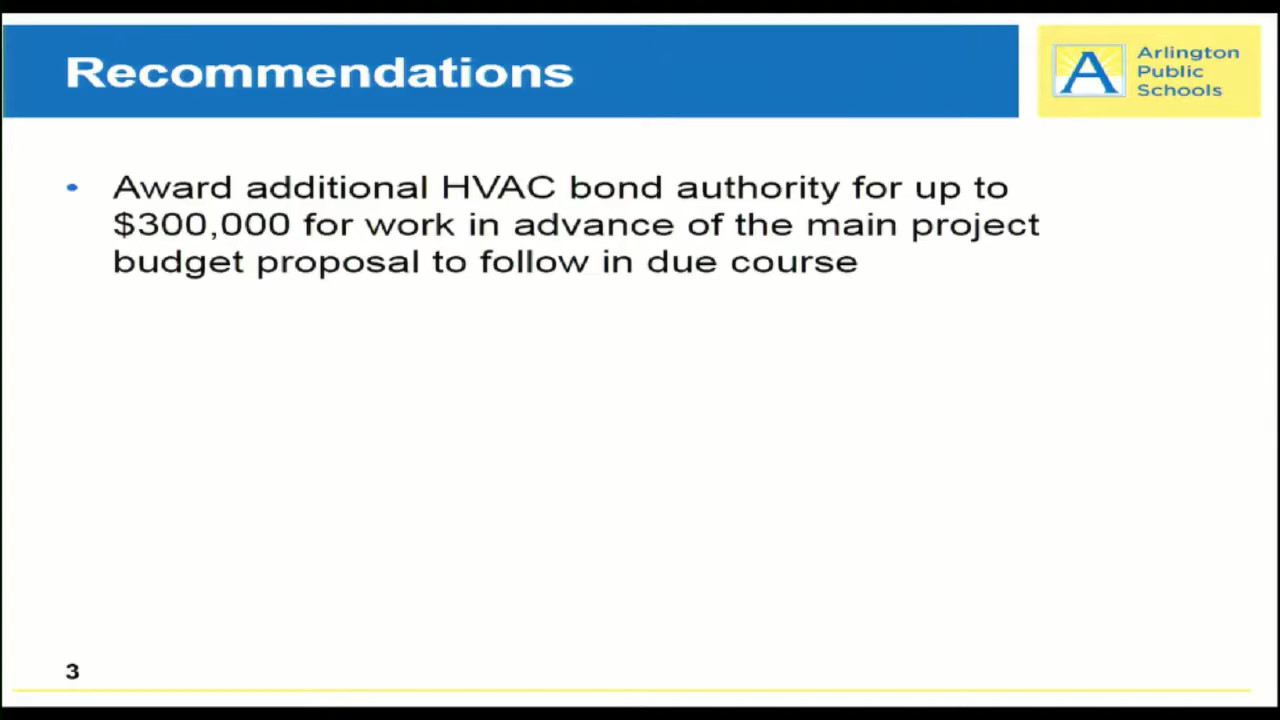 Recommendations
Arlington
Public
Schools
A
• Award additional HVAC bond authority for up to
$300,000 for work in advance of the main project
budget proposal to follow in due course
3